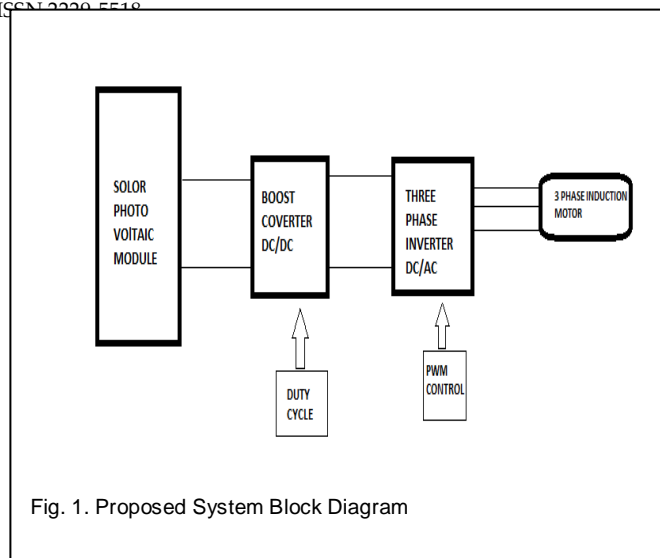 ISSN 2229-5518
SOLOR
PHOTO
VOlTAIC
MODULE
BOOST
COVERTER
DC/DC
THREE
PHASE
INVERTER
DC/AC
3 PHASE INDUCTION
MOTOR
DUTY
CYCLE
PWM
CONTROL
Fig. 1. Proposed System Block Diagram